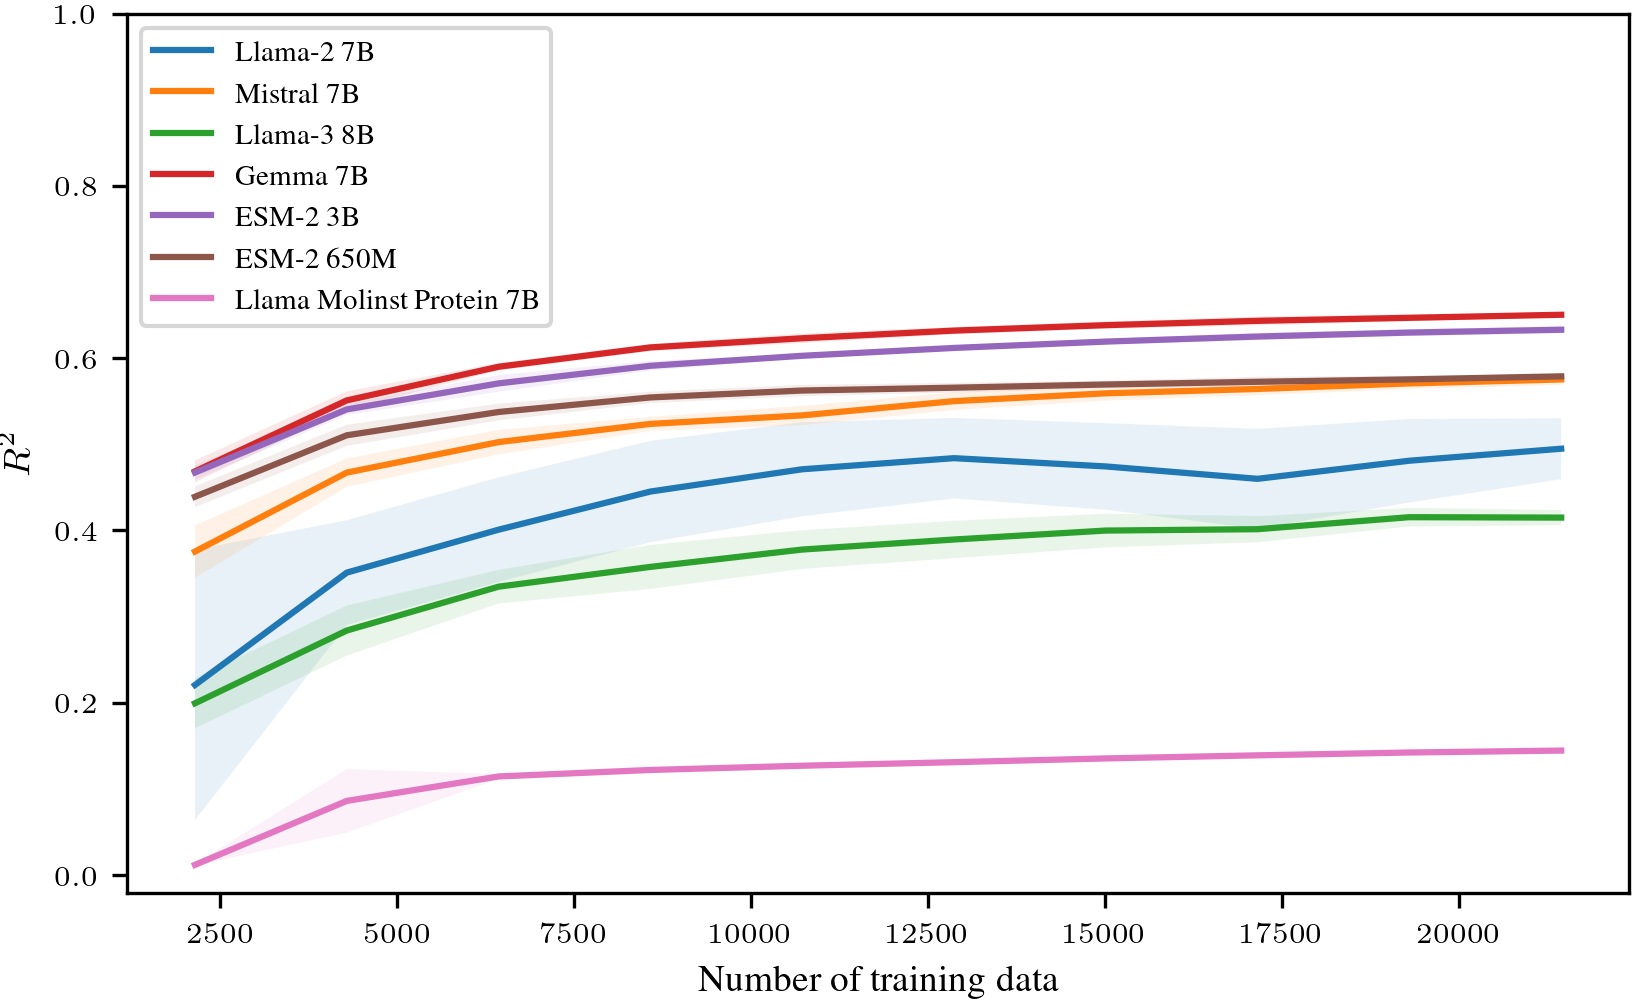 1.0
0.8
0.6
0.4
0.2
0.0
R²
Llama-2 7B
Mistral 7B
Llama-3 8B
Gemma 7B
ESM-2 3B
ESM-2 650M
Llama Molinst Protein 7B
2500 5000 7500 10000 12500 15000 17500 20000
Number of training data